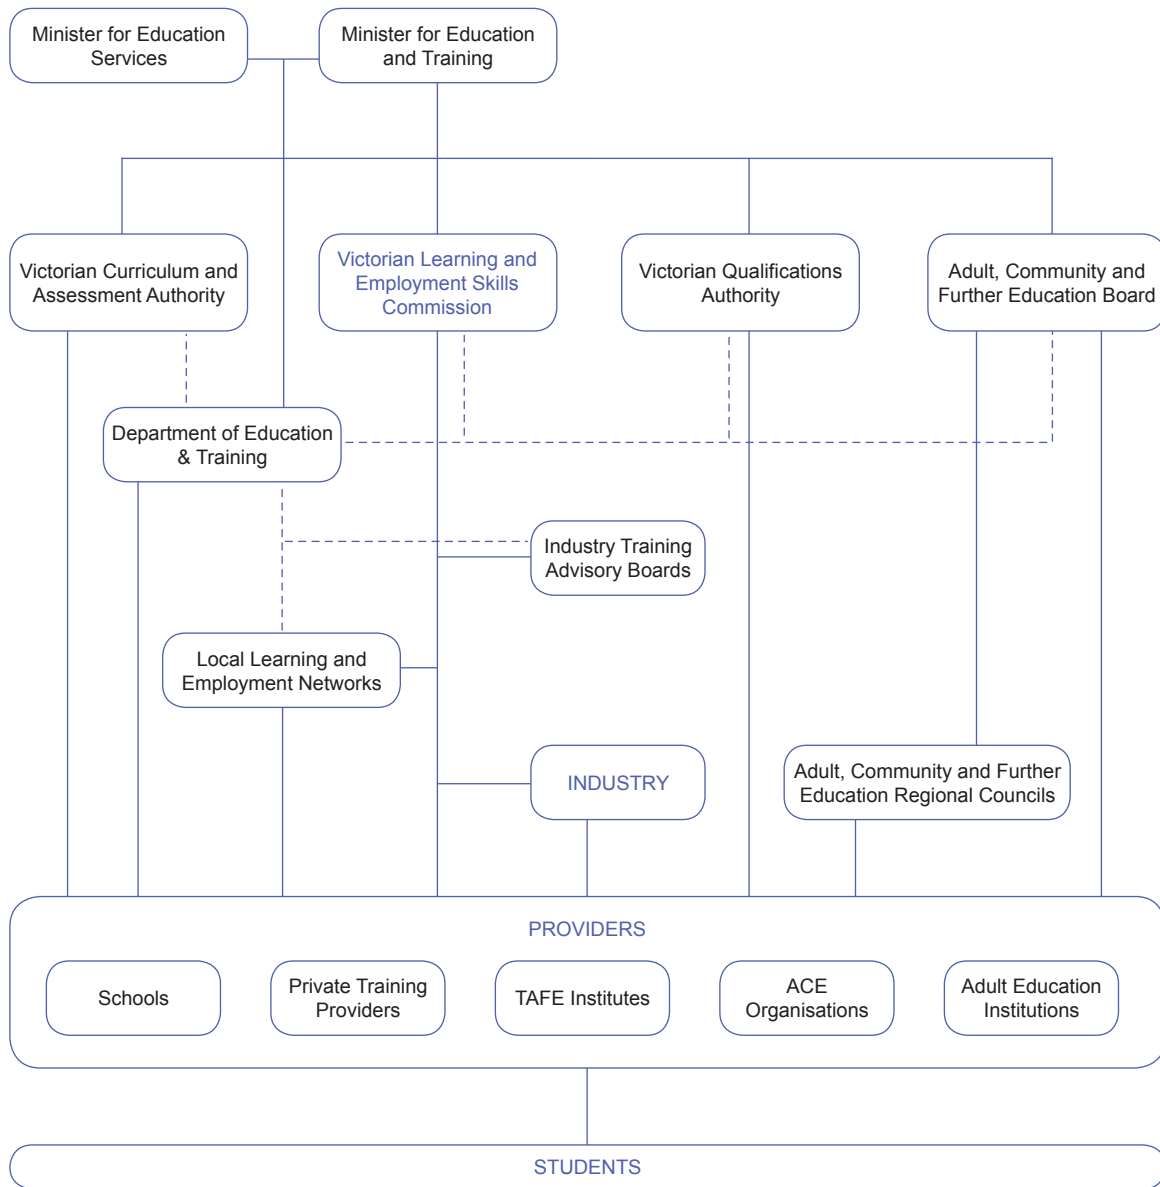 Minister for Education
Services
Minister for Education
and Training
Victorian Curriculum and
Assessment Authority
Victorian Learning and
Employment Skills
Commission
Victorian Qualifications
Authority
Adult, Community and
Further Education Board
Department of Education
& Training
Industry Training
Advisory Boards
Local Learning and
Employment Networks
INDUSTRY
Adult, Community and Further
Education Regional Councils
PROVIDERS
Schools
Private Training
Providers
TAFE Institutes
ACE
Organisations
Adult Education
Institutions
STUDENTS